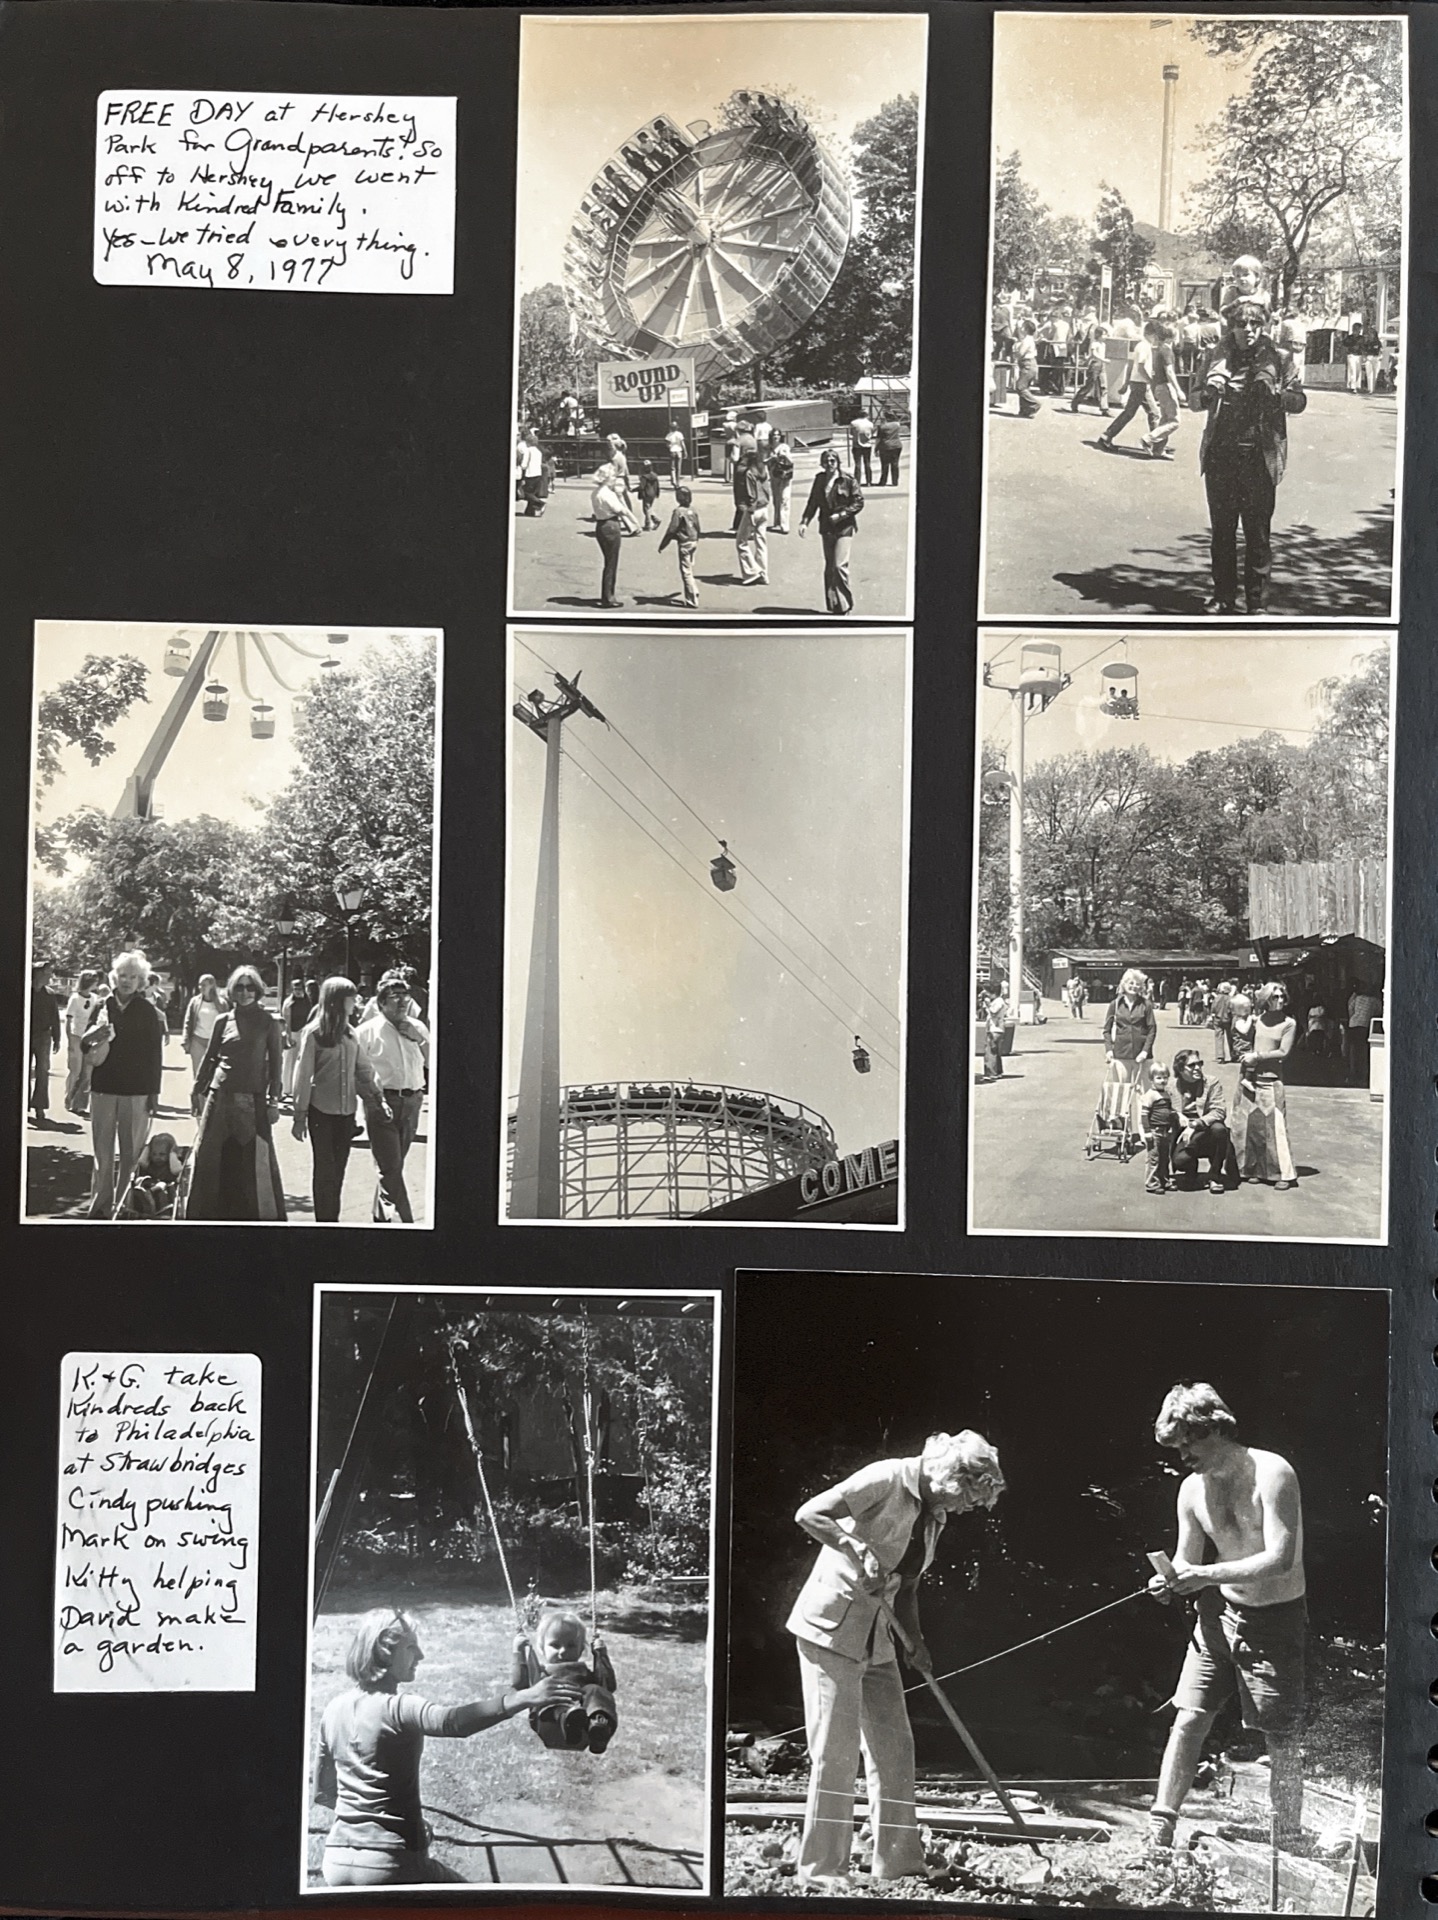 FREE DAY at Hershey
Park for Grandparents! So
off to Hershey we went
with Kindred Family.
Yes - we tried everything.
May 8, 1977
ROUND
UP
COME
K. + G. take
Kindreds back
to Philadelphia
at Strawbridges
Cindy pushing
Mark on swing
Kitty helping
David make
a garden.